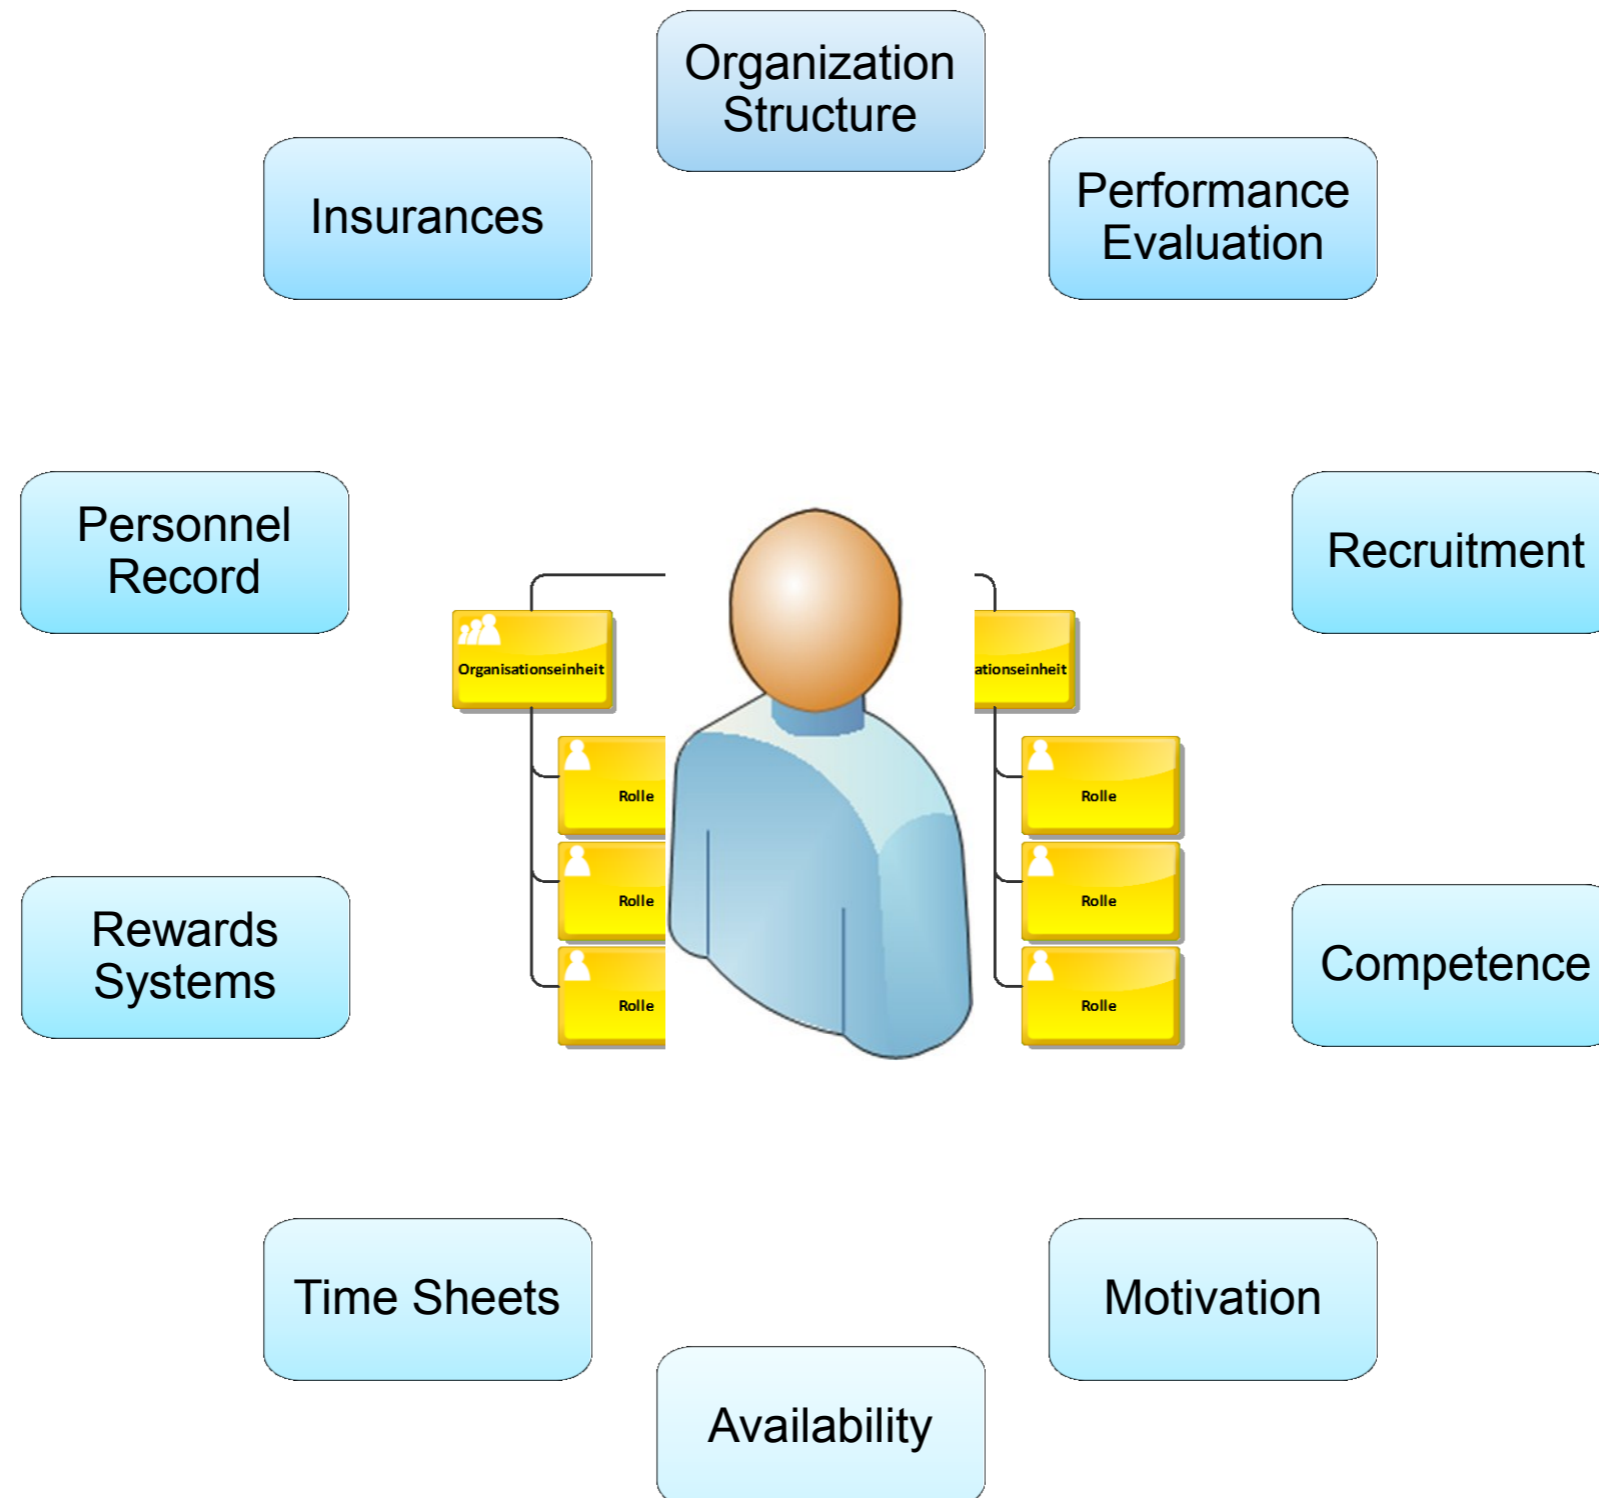 Organization
Structure
Insurances
Performance
Evaluation
Personnel
Record
Recruitment
Organisationseinheit
ationseinheit
Rolle
Rolle
Rolle
Rolle
Rolle
Rolle
Rewards
Systems
Competence
Time Sheets
Motivation
Availability